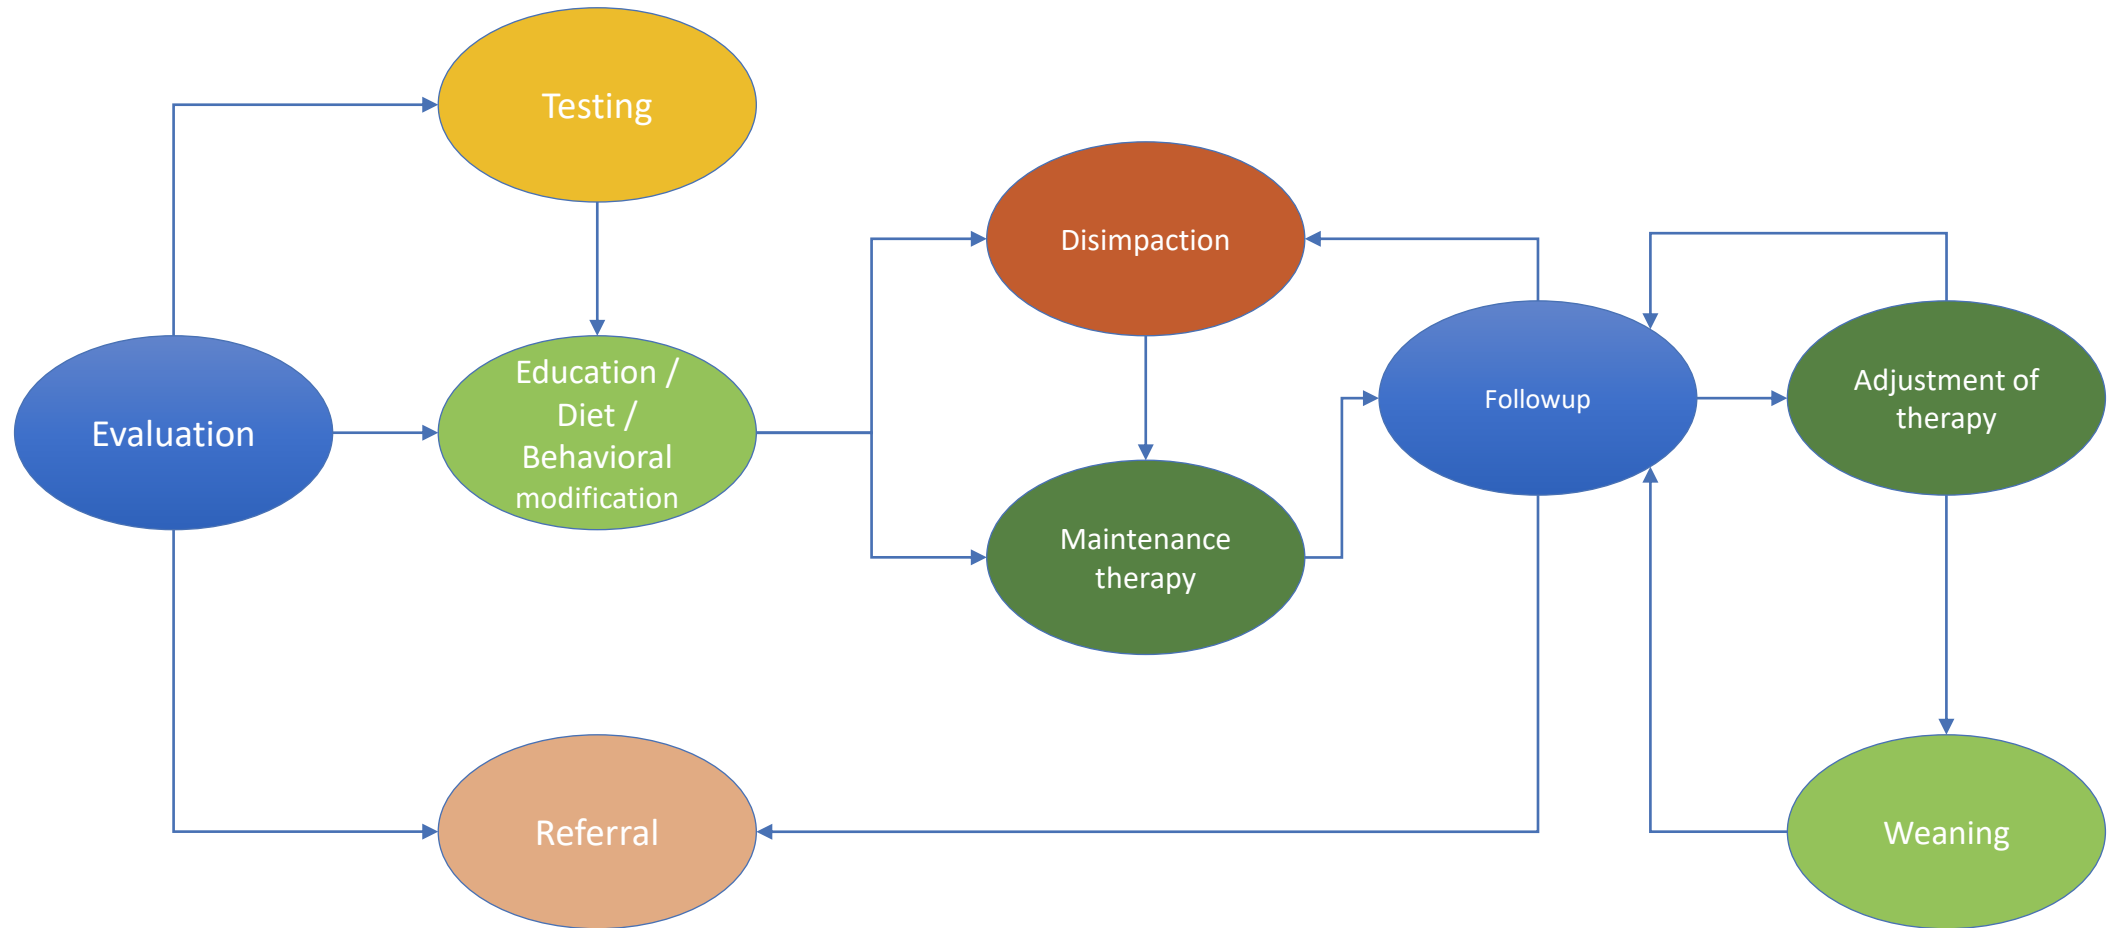 Testing
Disimpaction
Education /
Diet /
Behavioral
modification
Evaluation
Followup
Adjustment of
therapy
Maintenance
therapy
Referral
Weaning